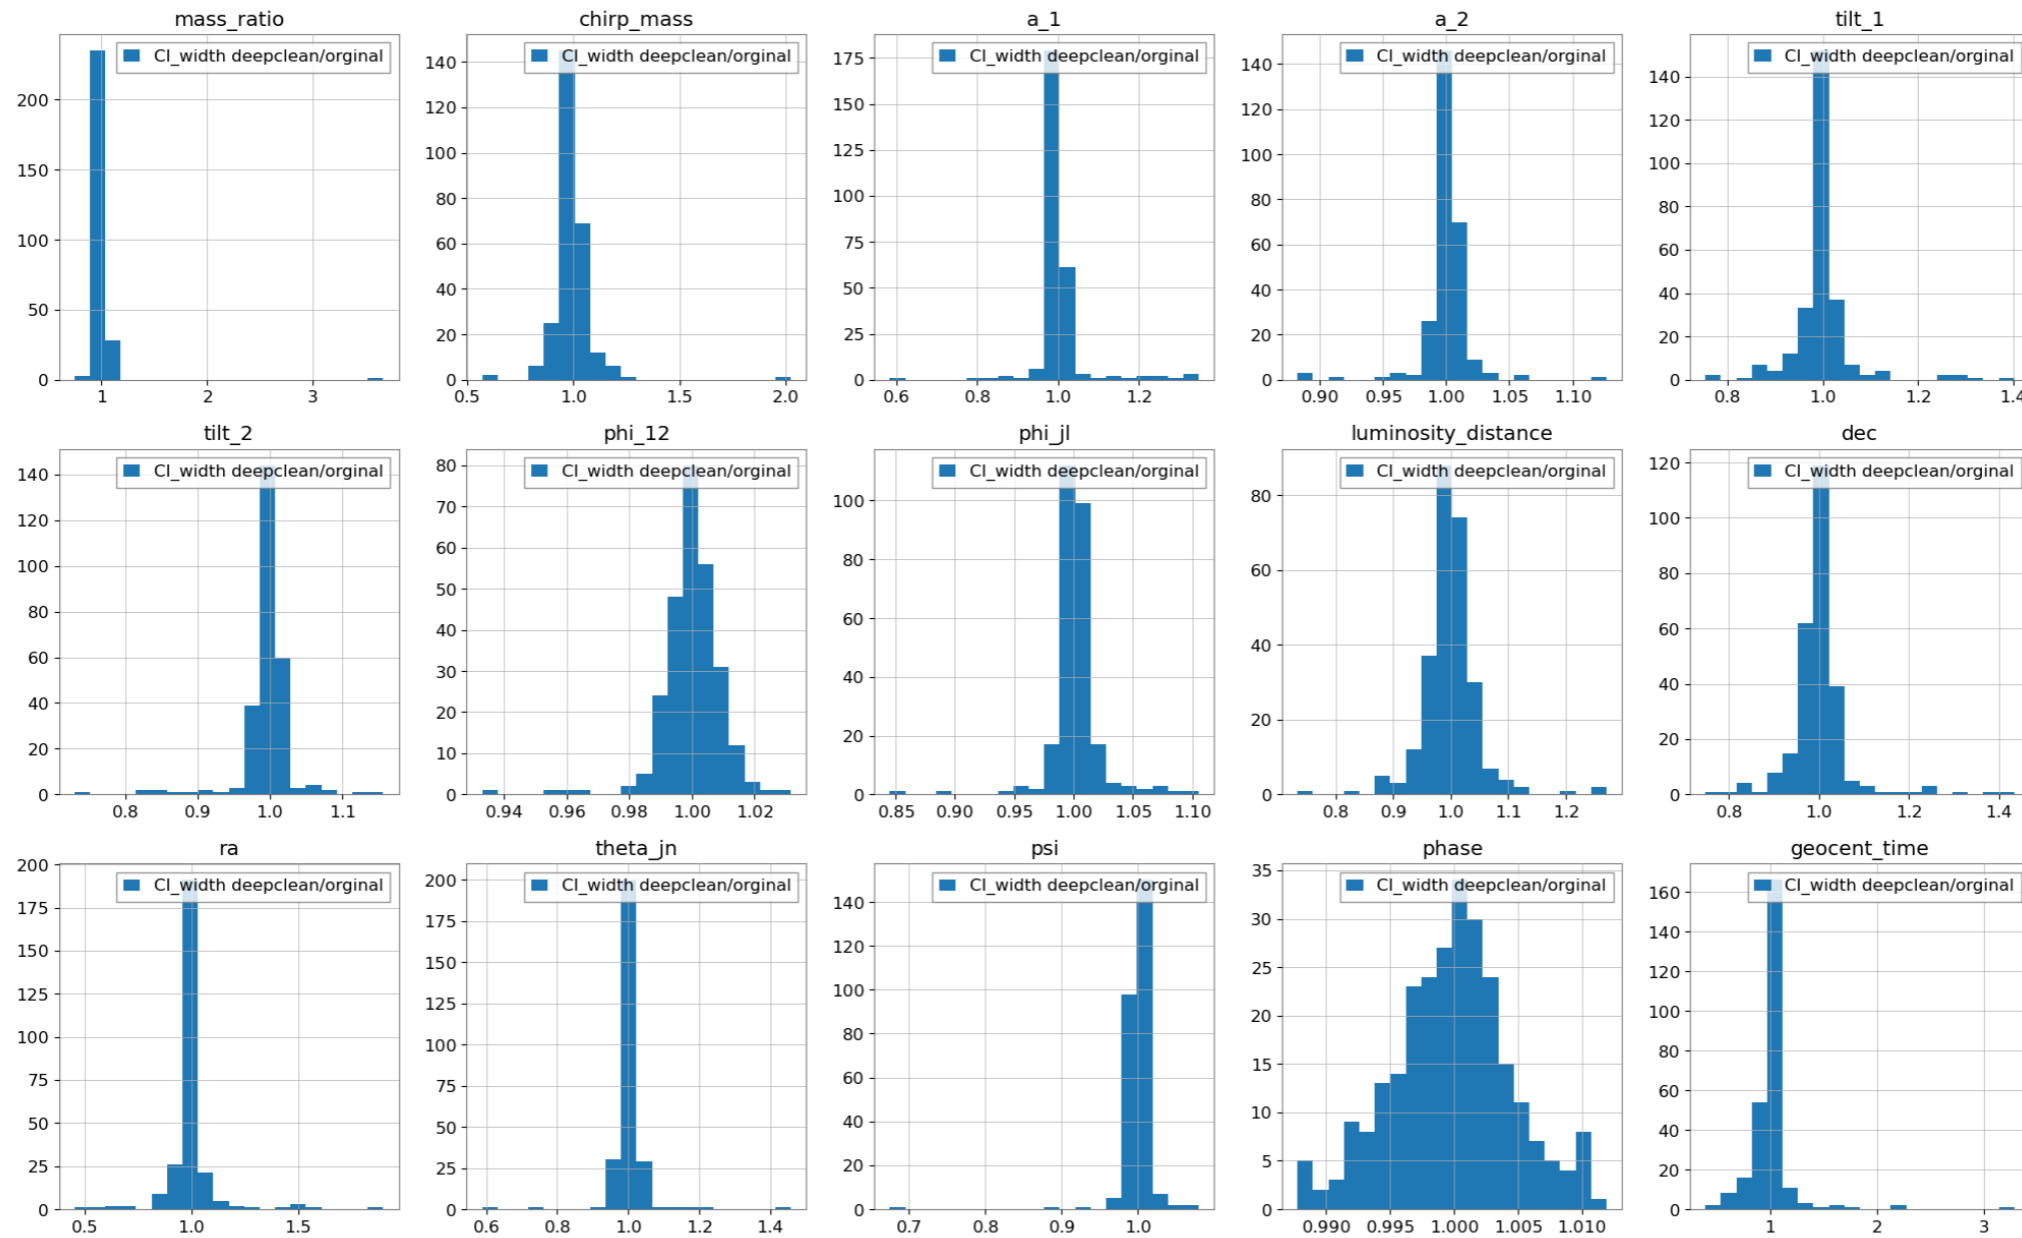 mass_ratio chirp_mass a_1 a_2 tilt_1
CI_width deepclean/orginal CI_width deepclean/orginal CI_width deepclean/orginal CI_width deepclean/orginal CI_width deepclean/orginal
200 150 100 50 0
1 2 3
140 120 100 80 60 40 20 0
0.5 1.0 1.5 2.0
175 150 125 100 75 50 25 0
0.6 0.8 1.0 1.2
140 120 100 80 60 40 20 0
0.90 0.95 1.00 1.05 1.10
140 120 100 80 60 40 20 0
0.8 1.0 1.2 1.4
tilt_2 phi_12 phi_jl luminosity_distance dec
CI_width deepclean/orginal CI_width deepclean/orginal CI_width deepclean/orginal CI_width deepclean/orginal CI_width deepclean/orginal
140 120 100 80 60 40 20 0
0.8 0.9 1.0 1.1
80 70 60 50 40 30 20 10 0
0.94 0.96 0.98 1.00 1.02
100 80 60 40 20 0
0.85 0.90 0.95 1.00 1.05 1.10
80 60 40 20 0
0.8 0.9 1.0 1.1 1.2
120 100 80 60 40 20 0
0.8 1.0 1.2 1.4
ra theta_jn psi phase geocent_time
CI_width deepclean/orginal CI_width deepclean/orginal CI_width deepclean/orginal CI_width deepclean/orginal CI_width deepclean/orginal
200 175 150 125 100 75 50 25 0
0.5 1.0 1.5
200 175 150 125 100 75 50 25 0
0.6 0.8 1.0 1.2 1.4
140 120 100 80 60 40 20 0
0.7 0.8 0.9 1.0
35 30 25 20 15 10 5 0
0.990 0.995 1.000 1.005 1.010
160 140 120 100 80 60 40 20 0
1 2 3